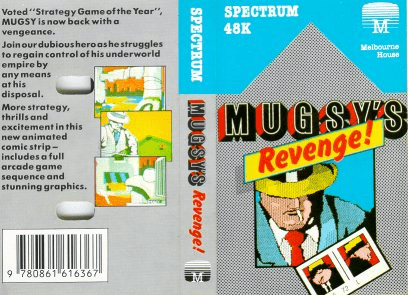 Voted "Strategy Game of the Year",
MUGSY is now back with a
vengeance.
Join our dubious hero as he struggles
to regain control of his underworld
empire by
any means
at his
disposal.
More strategy,
thrills and
excitement in this
new animated
comic strip –
includes a full
arcade game
sequence and
stunning graphics.
9 780861 616367
SPECTRUM
MUGSY'S
Revenge!
M
SPECTRUM
48K
M
Melbourne
House
MUGSY'S
Revenge!